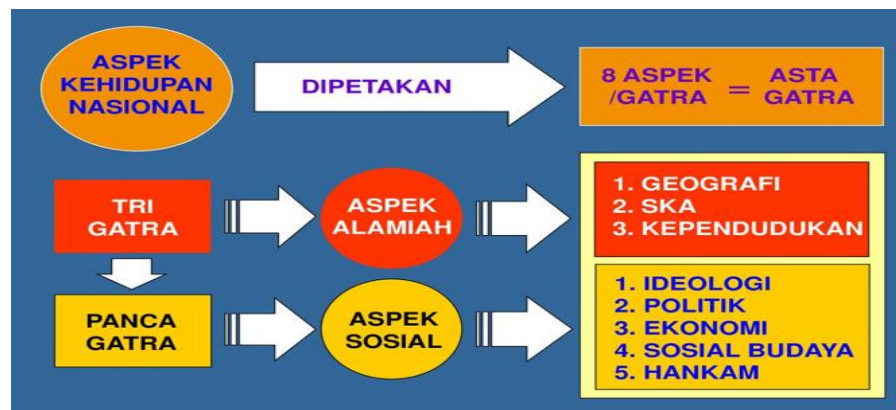 ASPEK
KEHIDUPAN
NASIONAL
DIPETAKAN
8 ASPEK
/GATRA
=
ASTA
GATRA
TRI
GATRA
ASPEK
ALAMIAH
1. GEOGRAFI
2. SKA
3. KEPENDUDUKAN
PANCA
GATRA
ASPEK
SOSIAL
1. IDEOLOGI
2. POLITIK
3. EKONOMI
4. SOSIAL BUDAYA
5. HANKAM